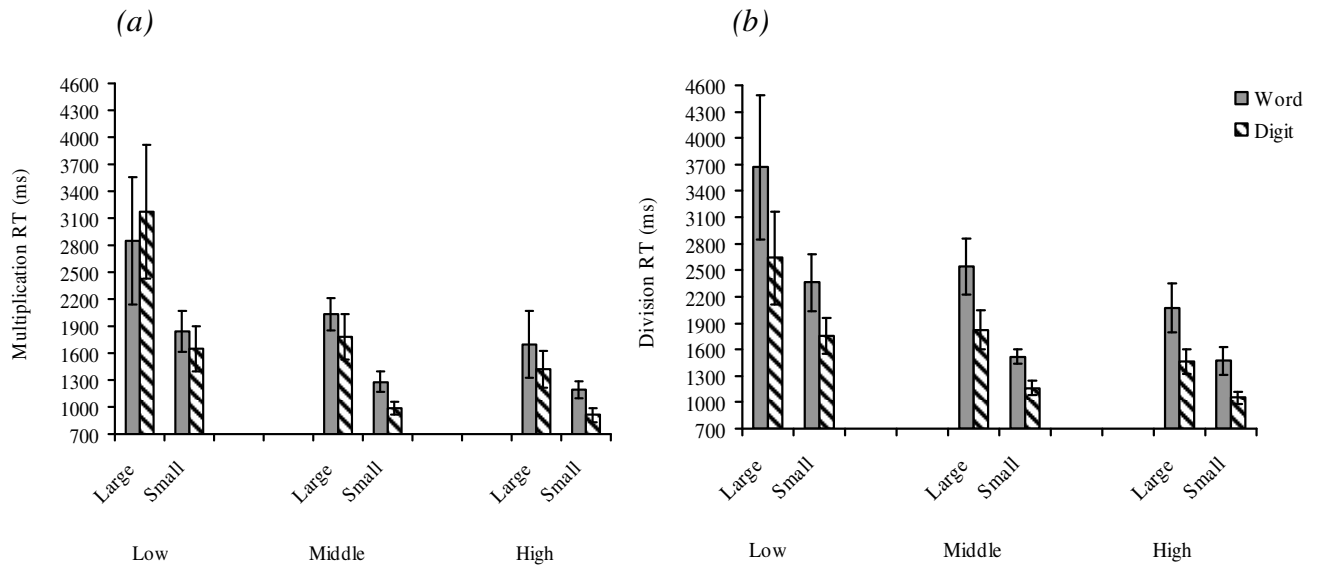 (a)
Multiplication RT (ms)
4600
4300
4000
3700
3400
3100
2800
2500
2200
1900
1600
1300
1000
700
Large
Small
Large
Small
Large
Small
Low
Middle
High
(b)
Division RT (ms)
4600
4300
4000
3700
3400
3100
2800
2500
2200
1900
1600
1300
1000
700
Word
Digit
Large
Small
Large
Small
Large
Small
Low
Middle
High